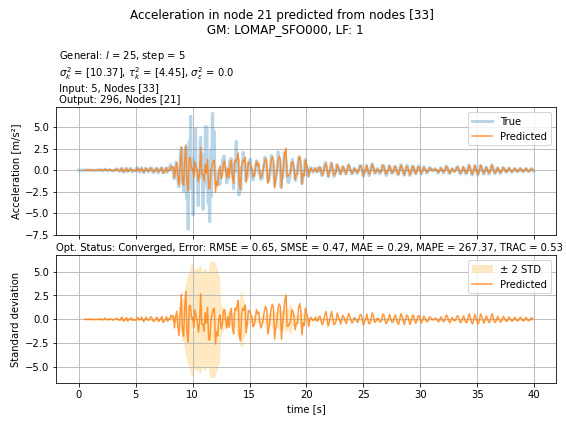 Acceleration in node 21 predicted from nodes [33]
GM: LOMAP_SFO000, LF: 1
General: l = 25, step = 5
σ²ₖ = [10.37], τ²ₖ = [4.45], σ²ε = 0.0
Input: 5, Nodes [33]
Output: 296, Nodes [21]
Acceleration [m/s²]
5.0
2.5
0.0
−2.5
−5.0
−7.5
True
Predicted
Opt. Status: Converged, Error: RMSE = 0.65, SMSE = 0.47, MAE = 0.29, MAPE = 267.37, TRAC = 0.53
Standard deviation
5.0
2.5
0.0
−2.5
−5.0
± 2 STD
Predicted
0 5 10 15 20 25 30 35 40
time [s]